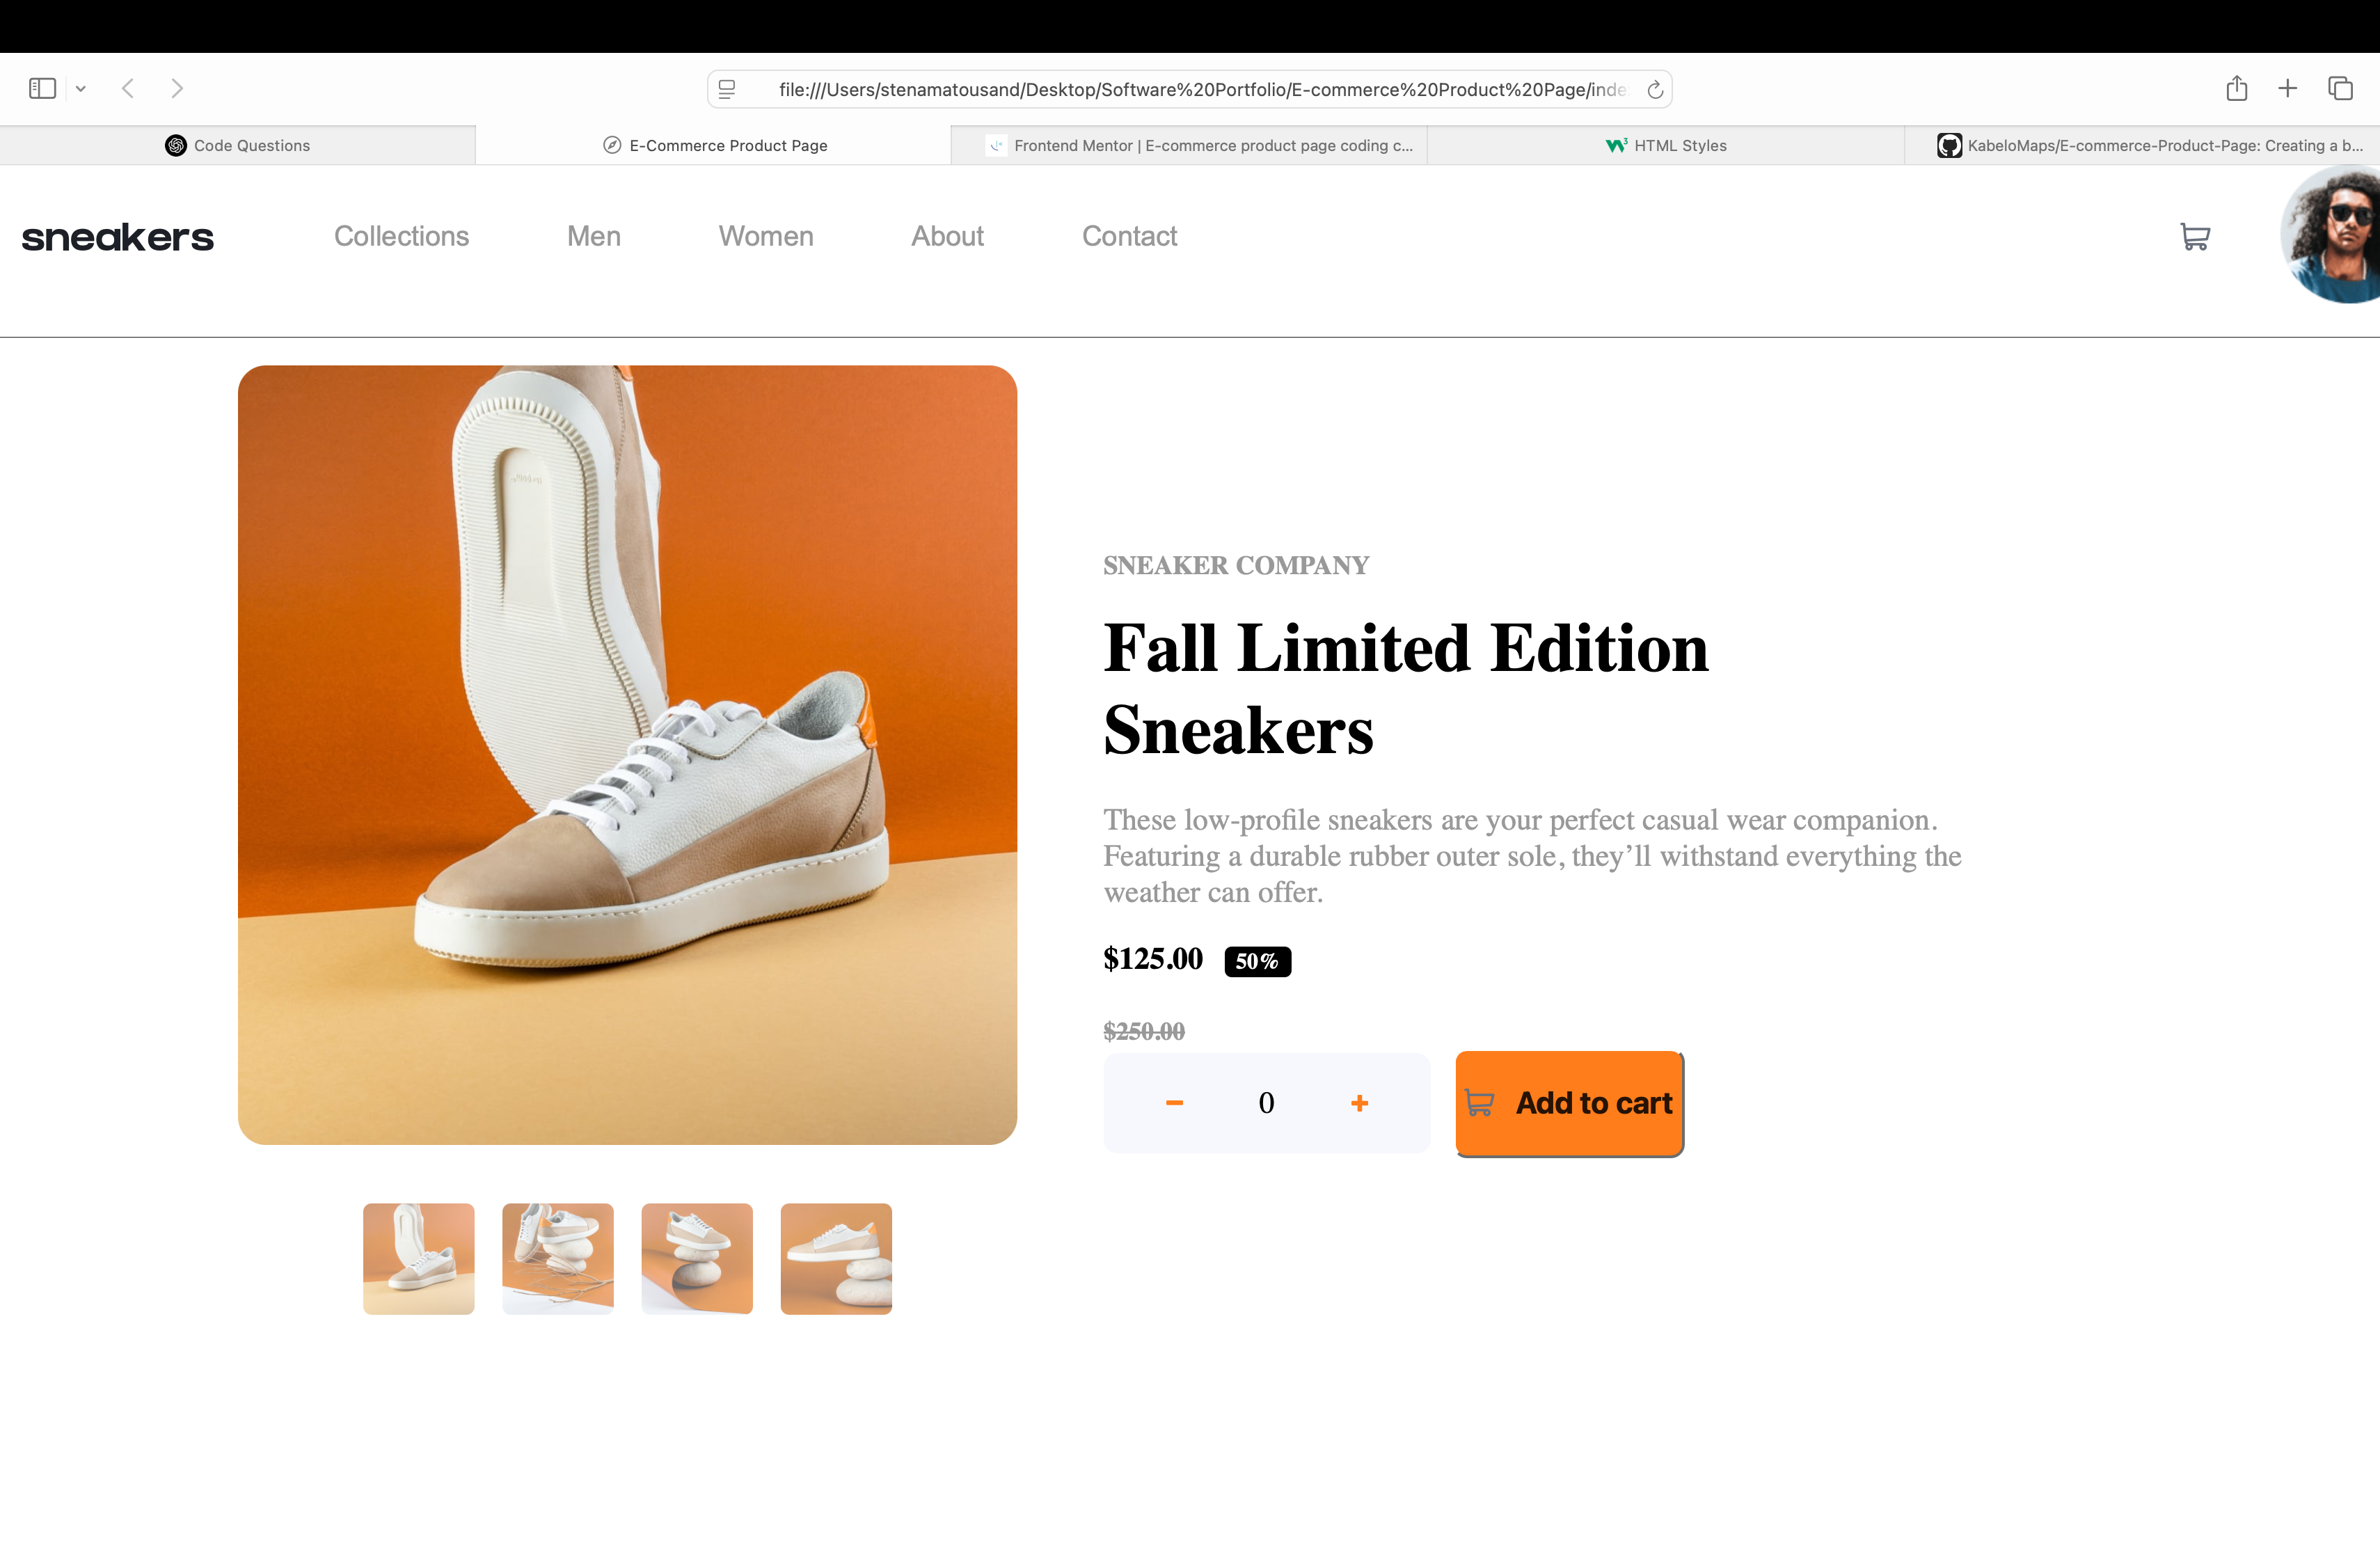 file:///Users/stenamatousand/Desktop/Software%20Portfolio/E-commerce%20Product%20Page/inde
Code Questions
E-Commerce Product Page
Frontend Mentor | E-commerce product page coding c...
HTML Styles
KabeloMaps/E-commerce-Product-Page: Creating a b...
sneakers
Collections
Men
Women
About
Contact
SNEAKER COMPANY
Fall Limited Edition
Sneakers
These low-profile sneakers are your perfect casual wear companion.
Featuring a durable rubber outer sole, they’ll withstand everything the
weather can offer.
$125.00 50%
$250.00
0
Add to cart